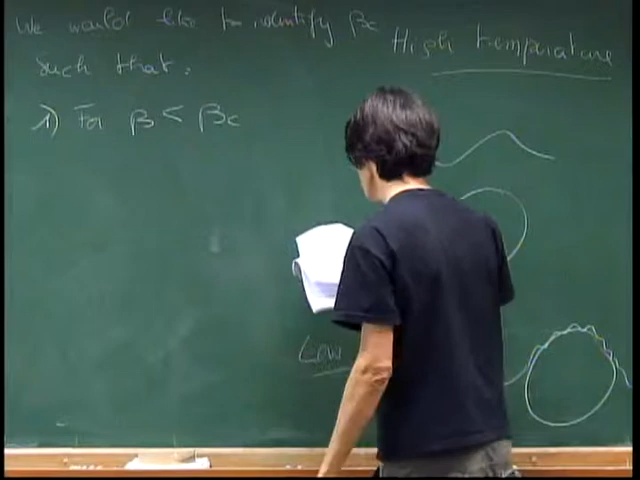 We would like to identify βc
such that:
1) For β < βc
High temperature
Low